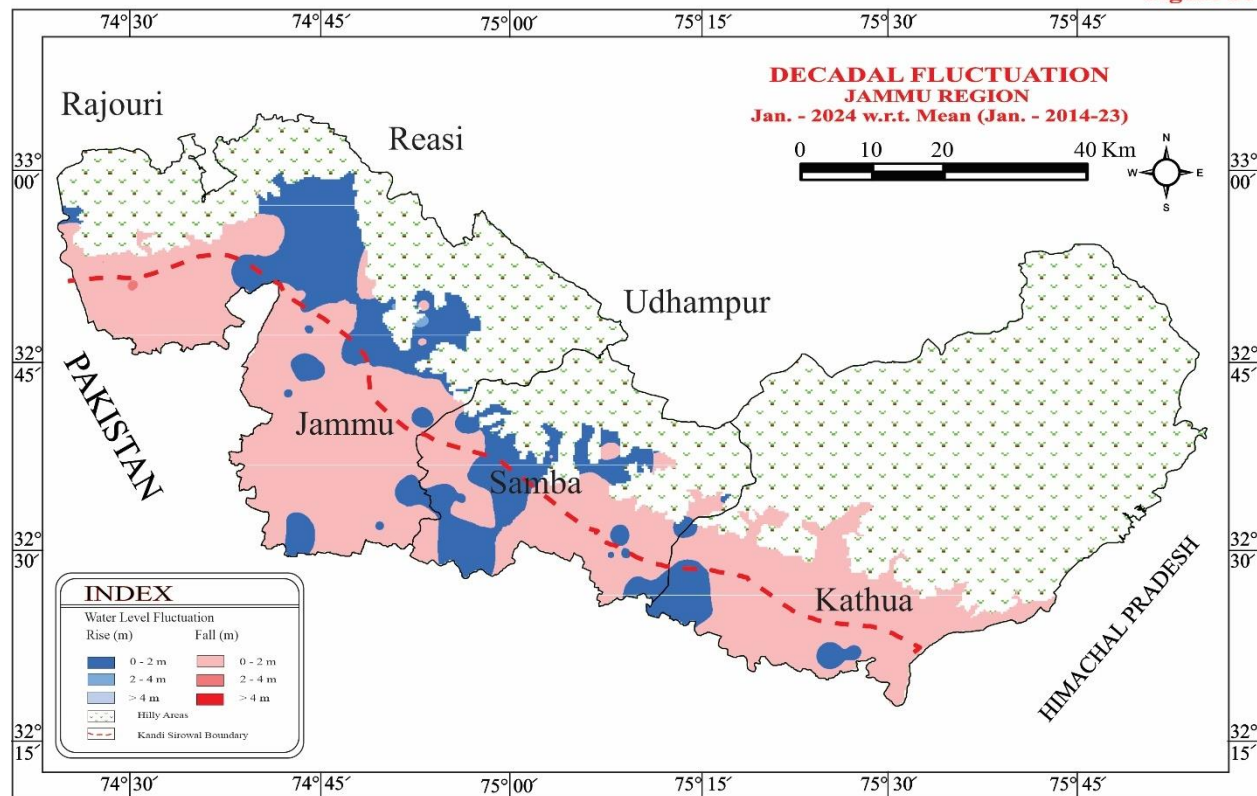 74° 30´
74° 45´
75° 00´
75° 15´
75° 30´
75° 45´
DECADAL FLUCTUATION
JAMMU REGION
Jan. - 2024 w.r.t. Mean (Jan. - 2014-23)
0 10 20 40 Km
N
W E
S
Rajouri
Reasi
Udhampur
Jammu
Samba
Kathua
PAKISTAN
HIMACHAL PRADESH
33° 00´
33° 00´
32° 45´
32° 45´
32° 30´
32° 30´
32° 15´
32° 15´
INDEX
Water Level Fluctuation
Rise (m) Fall (m)
0 - 2 m 0 - 2 m
2 - 4 m 2 - 4 m
> 4 m > 4 m
Hilly Areas
Kandi Sirowal Boundary
74° 30´
74° 45´
75° 00´
75° 15´
75° 30´
75° 45´